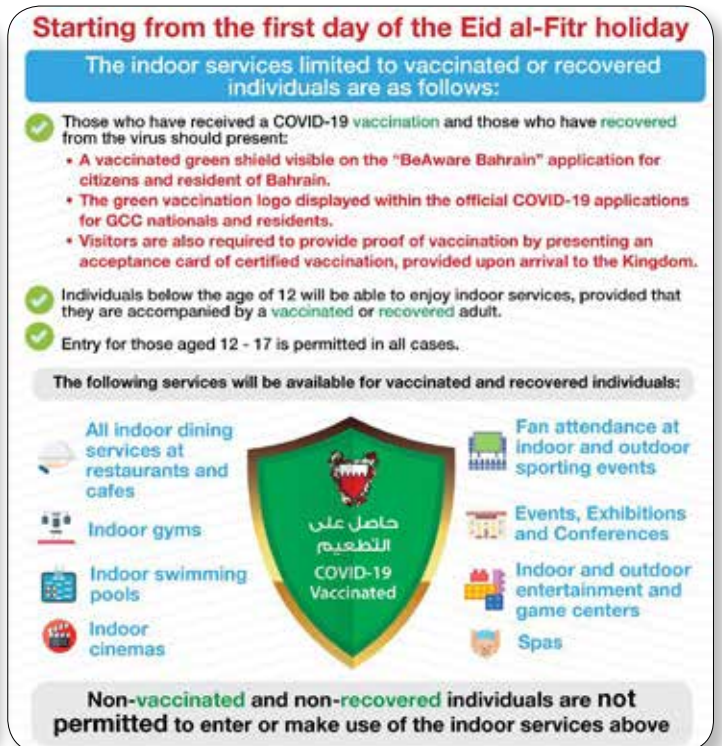 Starting from the first day of the Eid al-Fitr holiday
The indoor services limited to vaccinated or recovered
individuals are as follows:
Those who have received a COVID-19 vaccination and those who have recovered
from the virus should present:
• A vaccinated green shield visible on the "BeAware Bahrain" application for
citizens and resident of Bahrain.
• The green vaccination logo displayed within the official COVID-19 applications
for GCC nationals and residents.
• Visitors are also required to provide proof of vaccination by presenting an
acceptance card of certified vaccination, provided upon arrival to the Kingdom.
Individuals below the age of 12 will be able to enjoy indoor services, provided that
they are accompanied by a vaccinated or recovered adult.
Entry for those aged 12 - 17 is permitted in all cases.
The following services will be available for vaccinated and recovered individuals:
All indoor dining
services at
restaurants and
cafes
Indoor gyms
Indoor swimming
pools
Indoor
cinemas
حاصل على
التطعيم
COVID-19
Vaccinated
Fan attendance at
indoor and outdoor
sporting events
Events, Exhibitions
and Conferences
Indoor and outdoor
entertainment and
game centers
Spas
Non-vaccinated and non-recovered individuals are not
permitted to enter or make use of the indoor services above